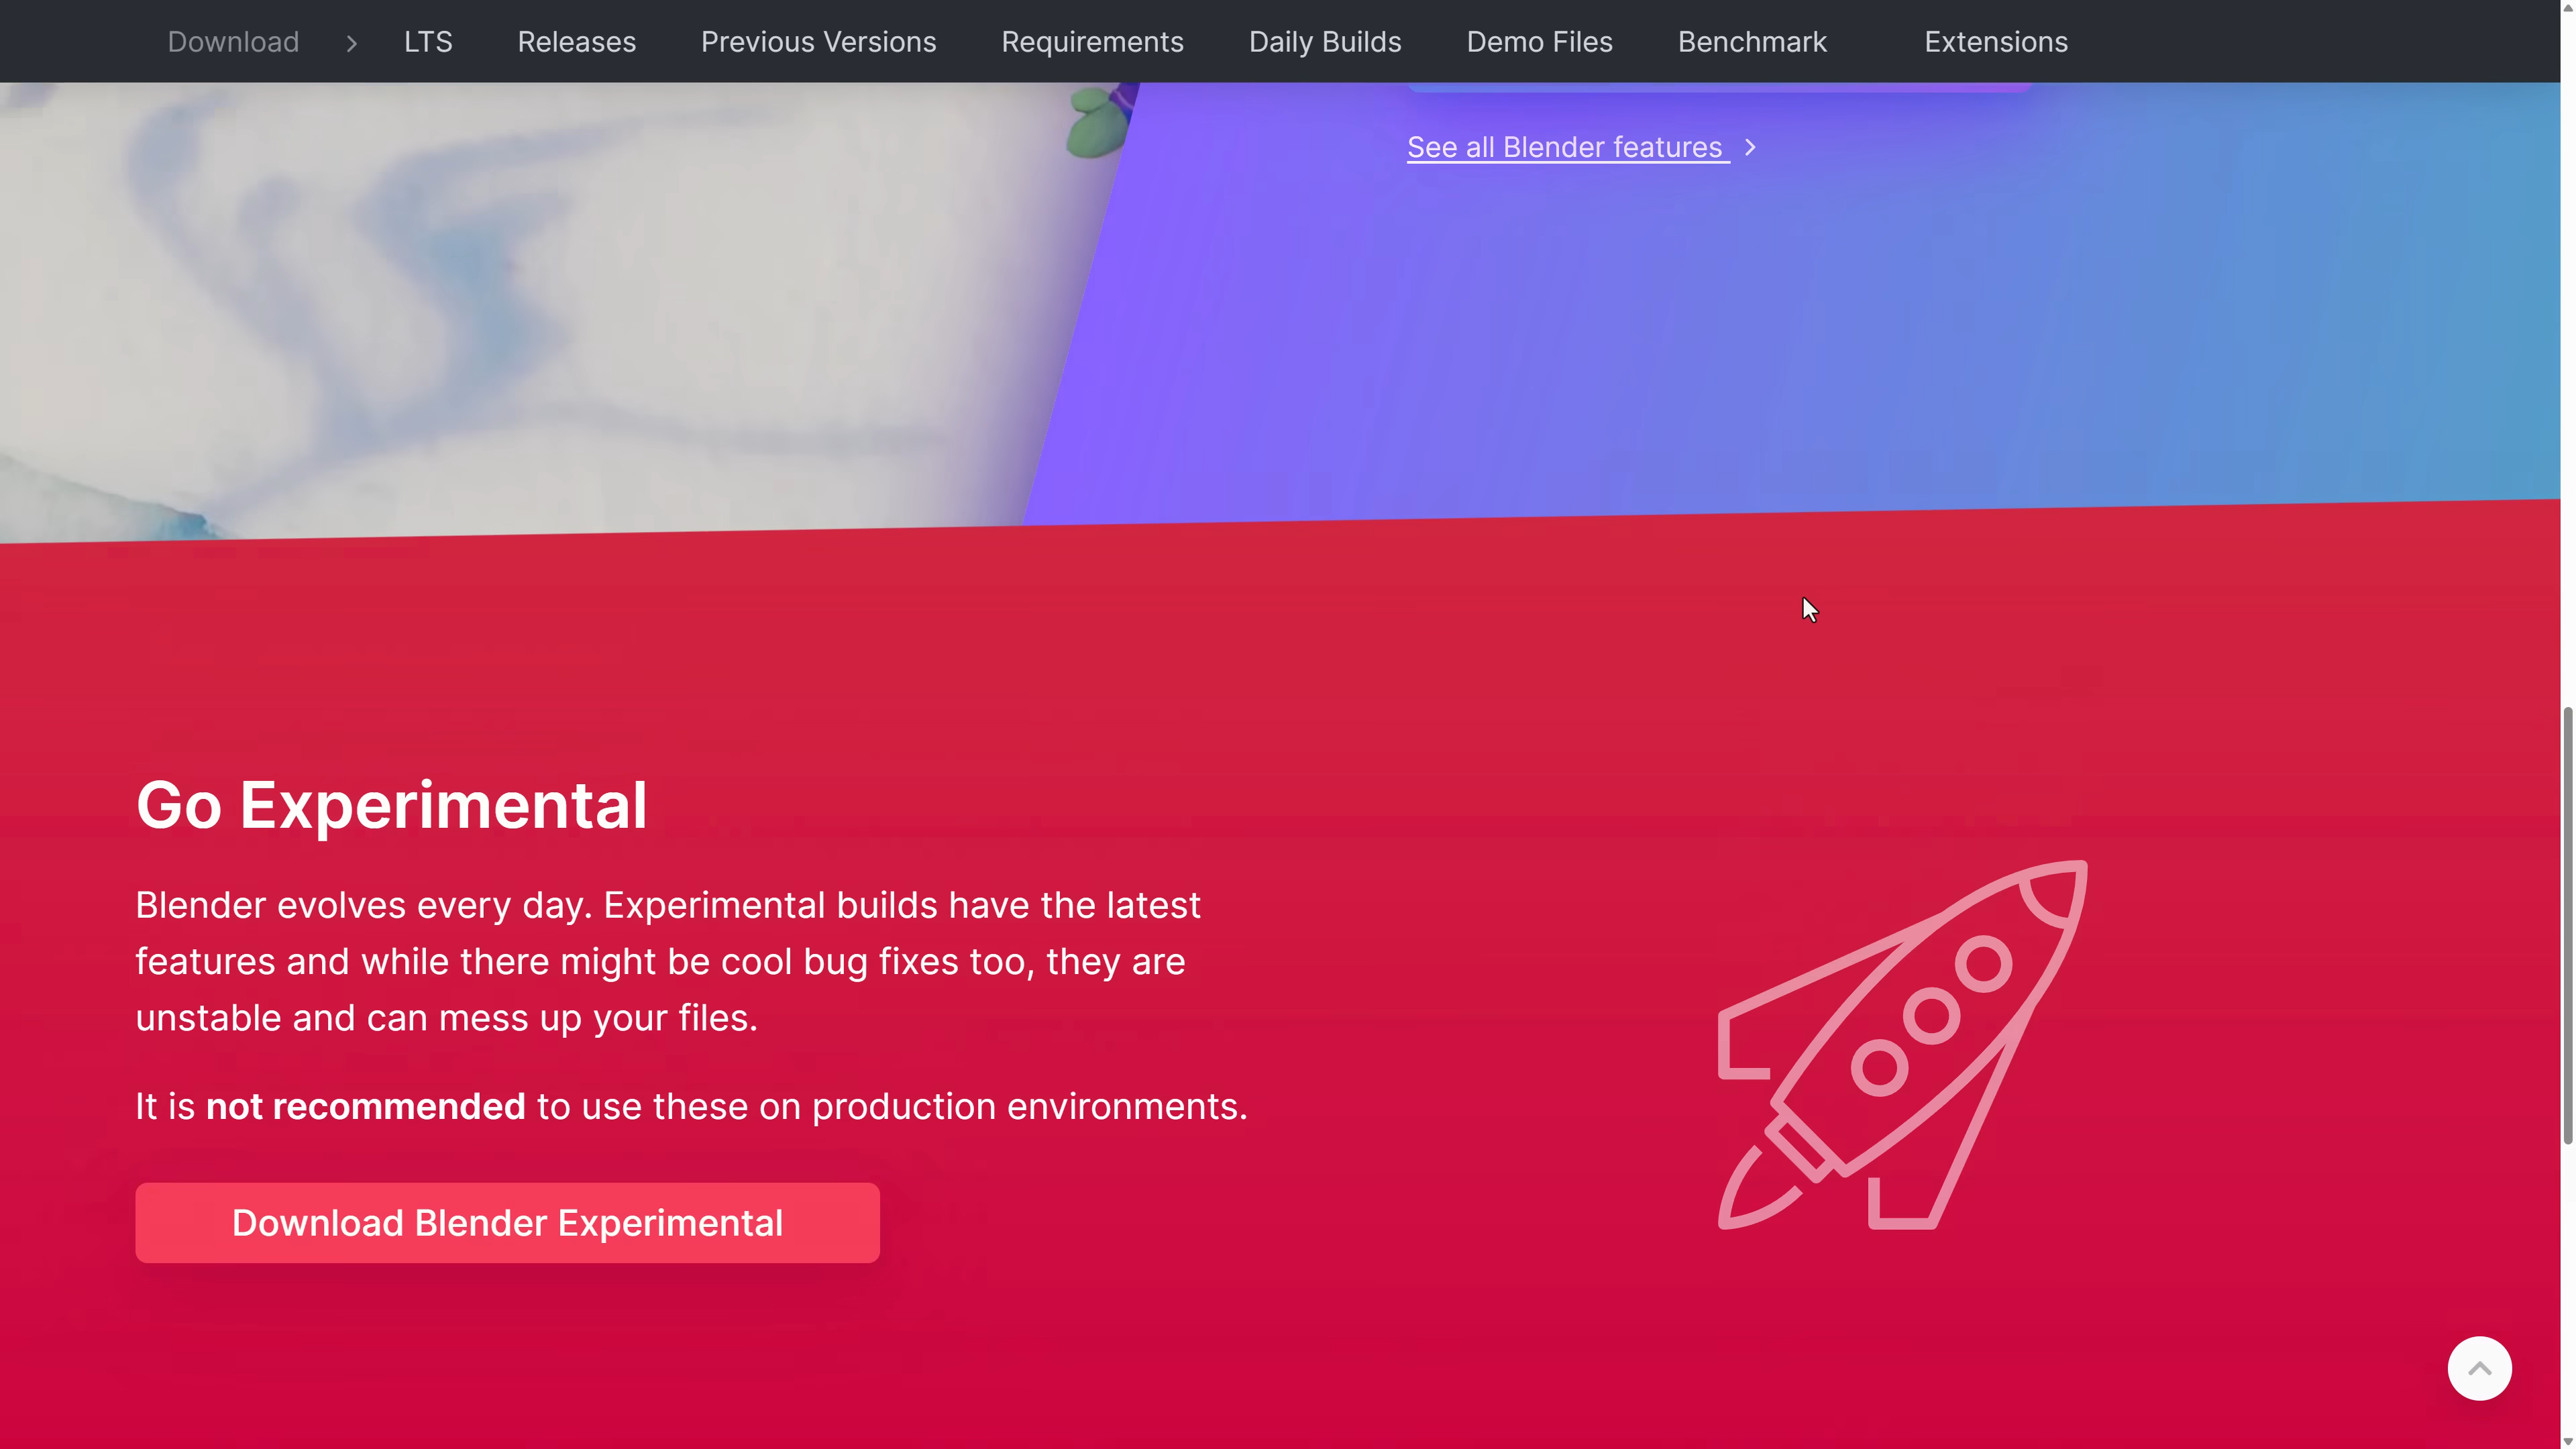 Download LTS Releases Previous Versions Requirements Daily Builds Demo Files Benchmark Extensions
See all Blender features
Go Experimental
Blender evolves every day. Experimental builds have the latest
features and while there might be cool bug fixes too, they are
unstable and can mess up your files.
It is not recommended to use these on production environments.
Download Blender Experimental